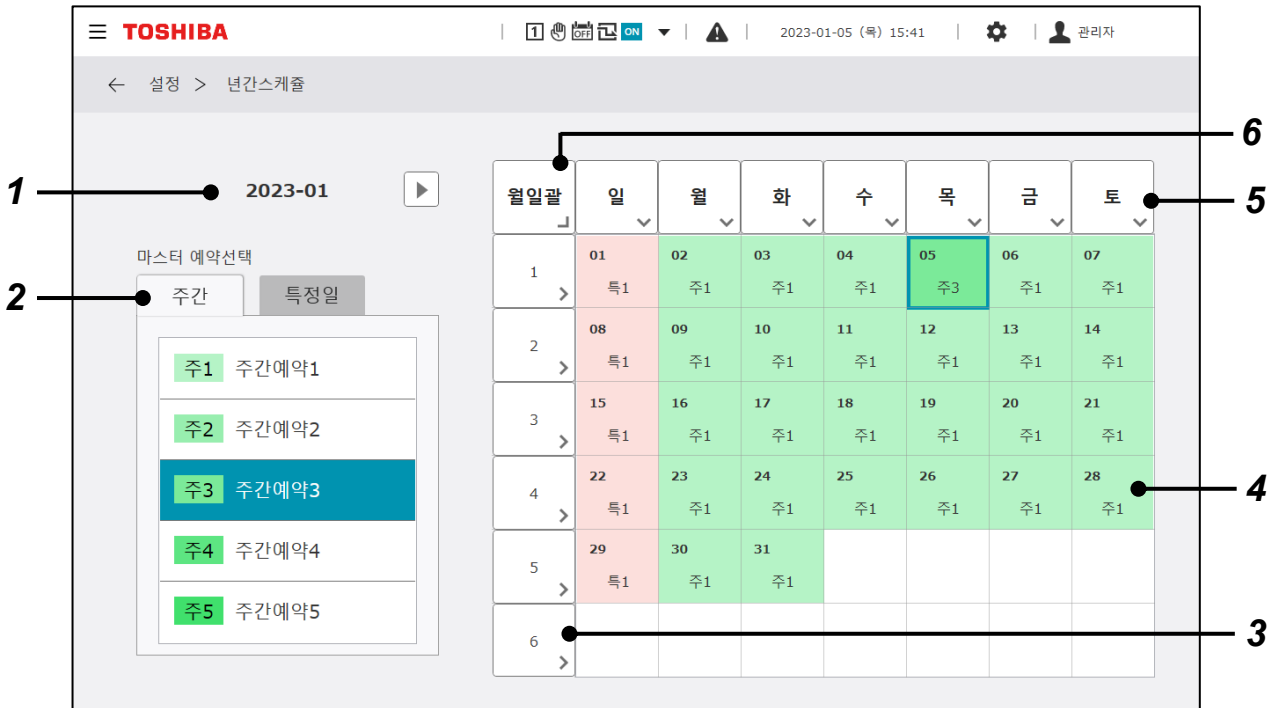 TOSHIBA 1 OFF ON 2023-01-05 (목) 15:41 관리자
설정 > 년간스케쥴
6
1 2023-01
월일괄 일 월 화 수 목 금 토 5
마스터 예약선택
2 주간 특정일
주1 주간예약1
주2 주간예약2
주3 주간예약3
주4 주간예약4
주5 주간예약5
1 01 02 03 04 05 06 07
특1 주1 주1 주1 주3 주1 주1
2 08 09 10 11 12 13 14
특1 주1 주1 주1 주1 주1 주1
3 15 16 17 18 19 20 21
특1 주1 주1 주1 주1 주1 주1
4 22 23 24 25 26 27 28 4
특1 주1 주1 주1 주1 주1 주1
5 29 30 31
특1 주1 주1
6 3